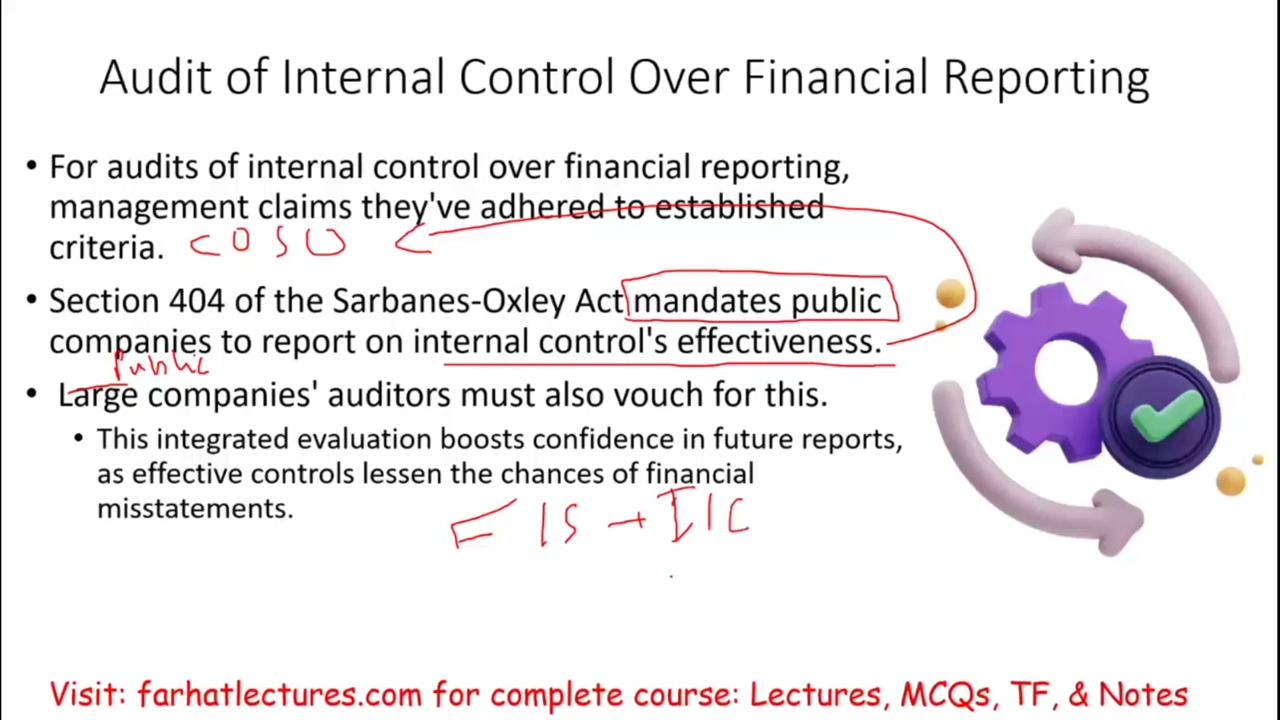 Audit of Internal Control Over Financial Reporting
• For audits of internal control over financial reporting,
management claims they've adhered to established
criteria. COSO
• Section 404 of the Sarbanes-Oxley Act mandates public
companies to report on internal control's effectiveness.
Public
• Large companies' auditors must also vouch for this.
• This integrated evaluation boosts confidence in future reports,
as effective controls lessen the chances of financial
misstatements.
F/S + I/C
Visit: farhatlectures.com for complete course: Lectures, MCQs, TF, & Notes